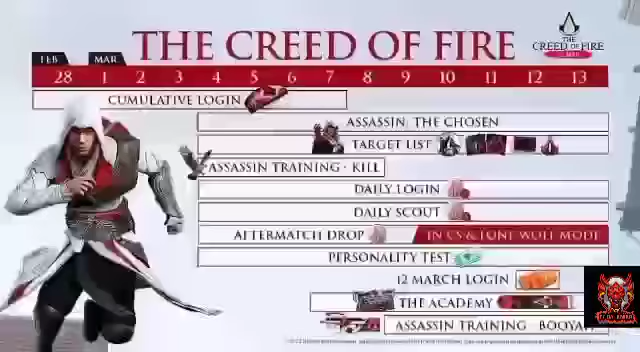 THE CREED OF FIRE
THE
CREED OF FIRE
FEB MAR
28 1 2 3 4 5 6 7 8 9 10 11 12 13
CUMULATIVE LOGIN
ASSASSIN: THE CHOSEN
TARGET LIST
ASSASSIN TRAINING - KILL
DAILY LOGIN
DAILY SCOUT
AFTERMATCH DROP IN CS & LONE WOLF MODE
PERSONALITY TEST
12 MARCH LOGIN
THE ACADEMY
ASSASSIN TRAINING BOOYAH